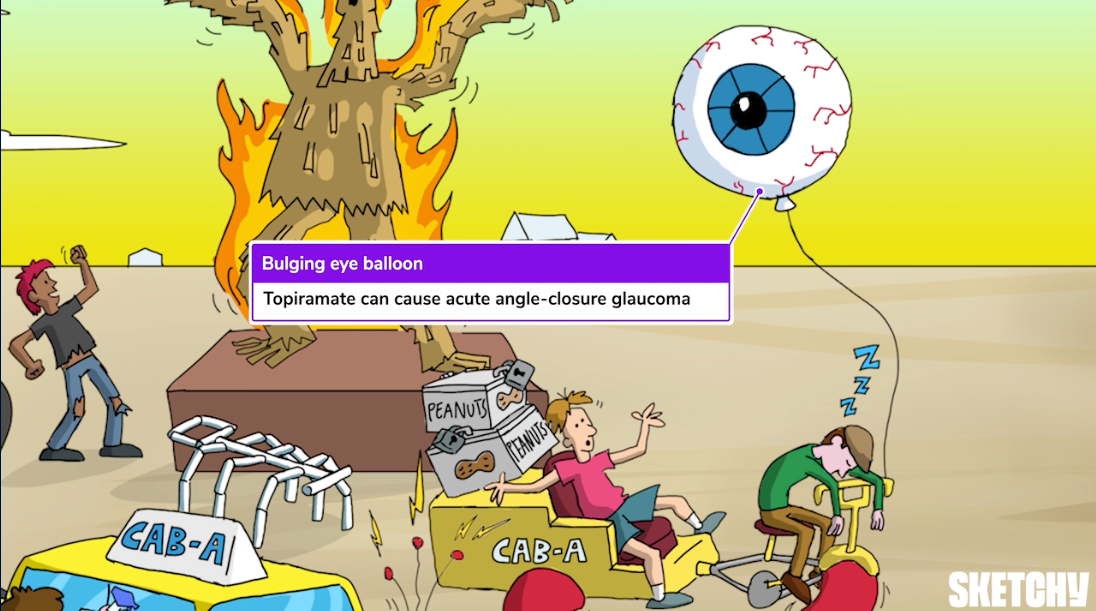 Bulging eye balloon
Topiramate can cause acute angle-closure glaucoma
Z
Z
Z
PEANUTS
PEANUTS
CAB-A
CAB-A
SKETCHY